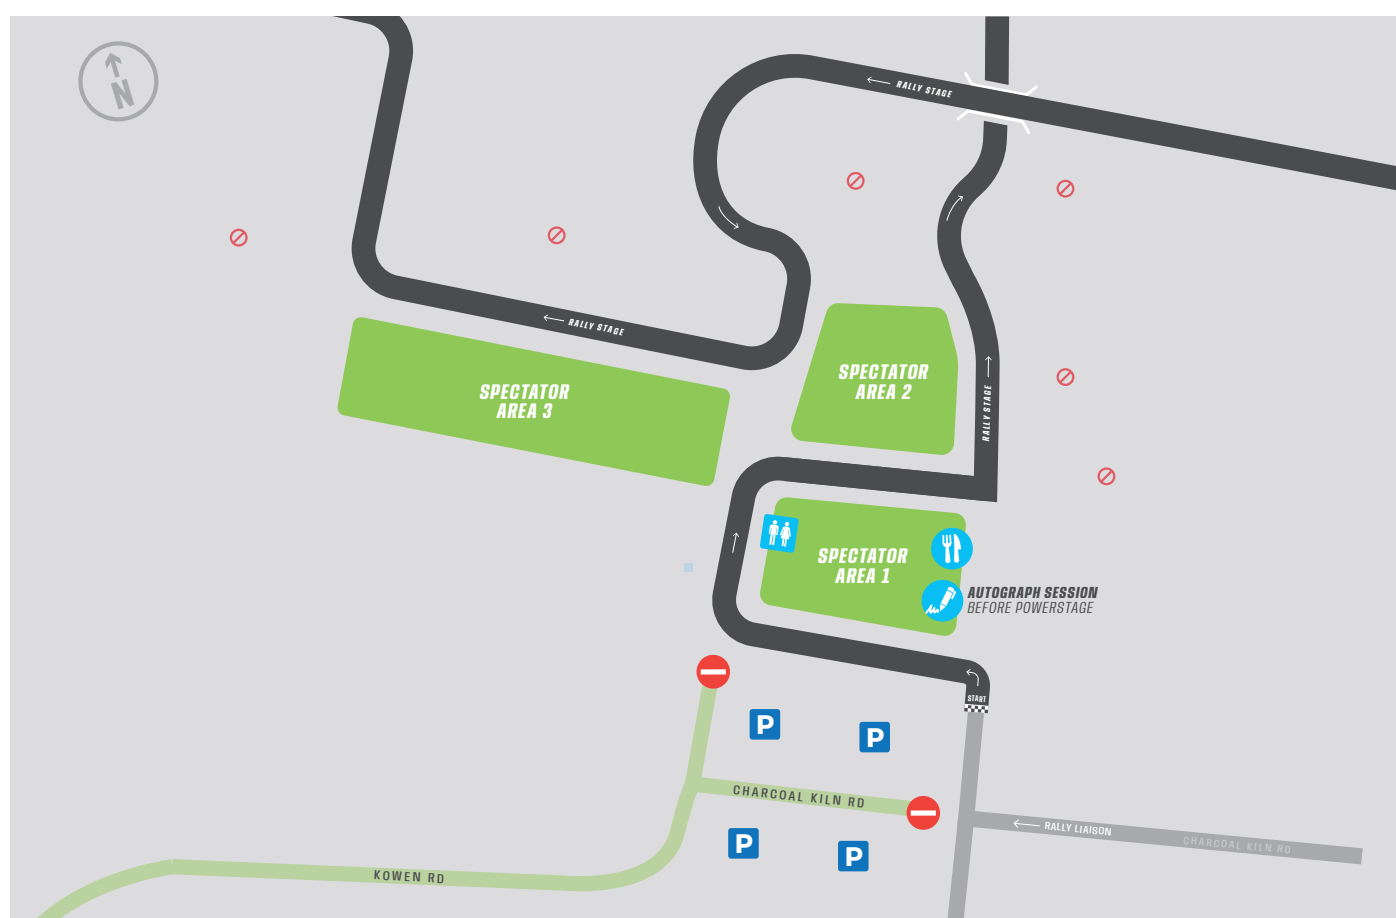 N
RALLY STAGE
RALLY STAGE
SPECTATOR
AREA 3
SPECTATOR
AREA 2
RALLY STAGE
SPECTATOR
AREA 1
AUTOGRAPH SESSION
BEFORE POWERSTAGE
START
P
P
CHARCOAL KILN RD
P
P
RALLY LIAISON
CHARCOAL KILN RD
KOWEN RD